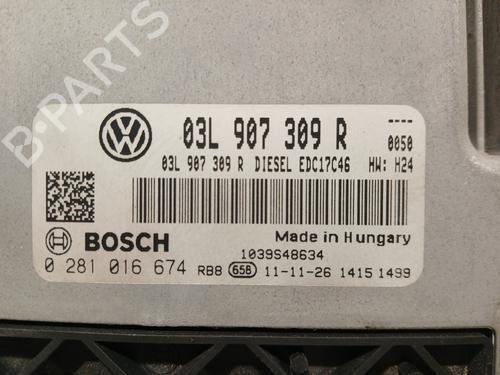 03L 907 309 R
----
0050
03L 907 309 R DIESEL EDC17C46 HW: H24
BOSCH
Made in Hungary
1039S48634
0 281 016 674 RB8 658 11-11-26 1415 1499
B-PARTS